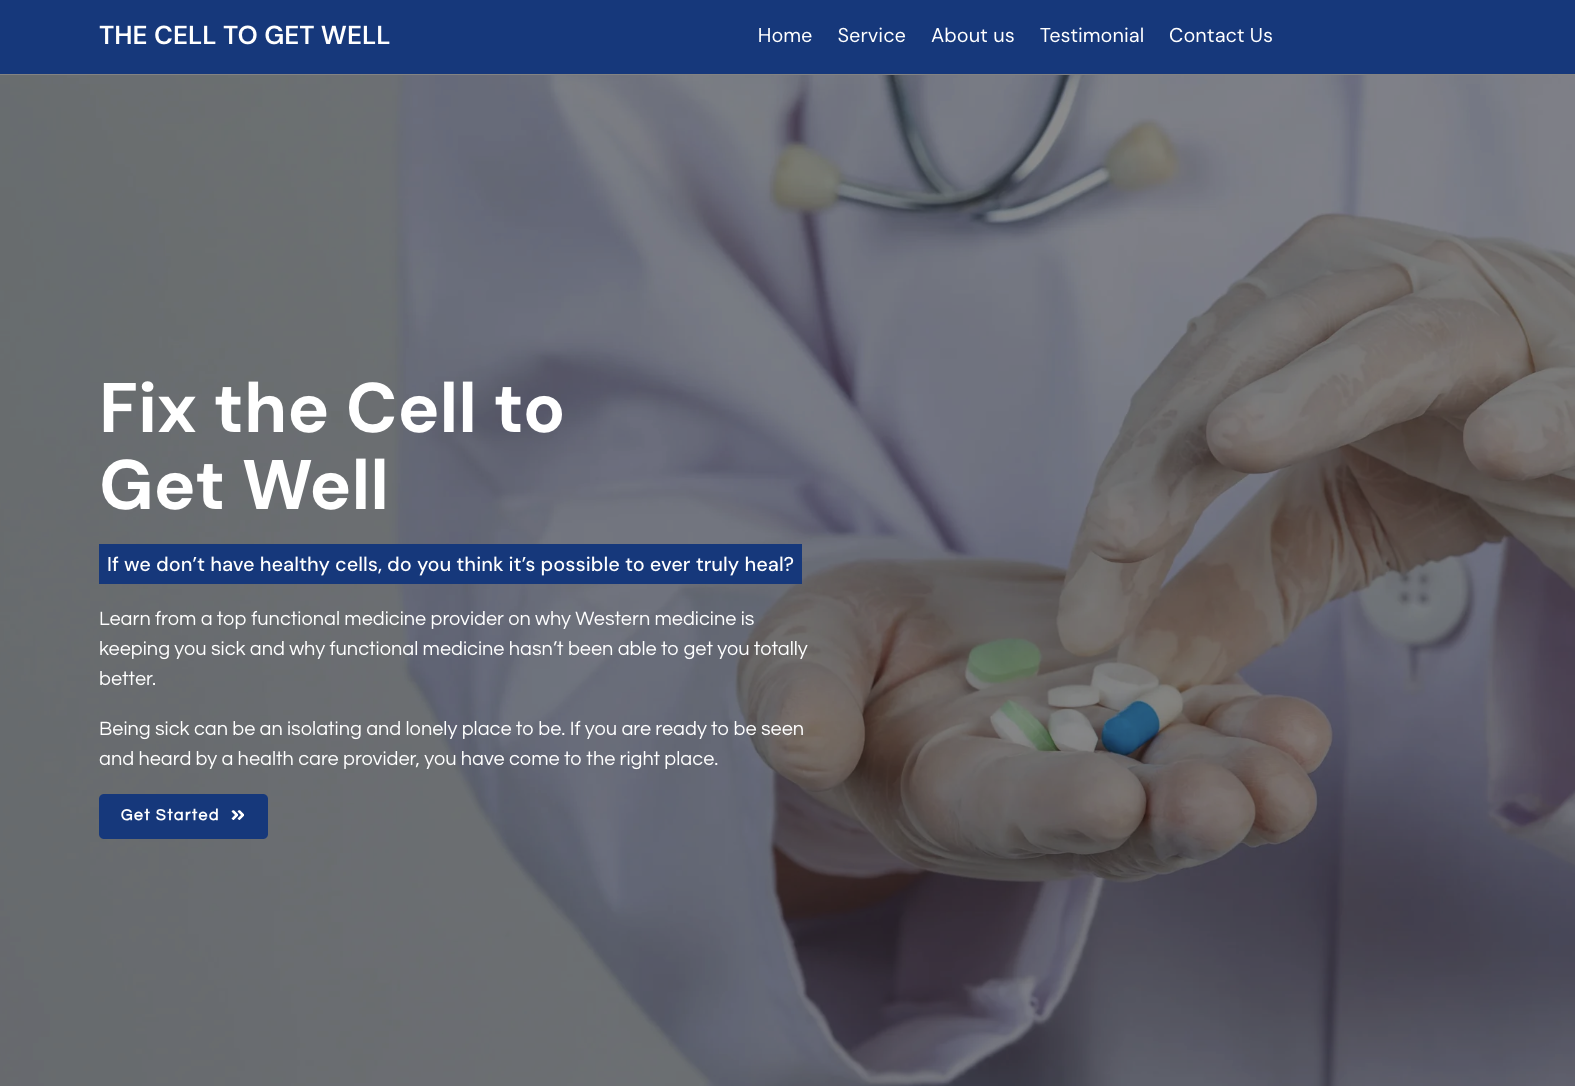 THE CELL TO GET WELL
Home Service About us Testimonial Contact Us
Fix the Cell to
Get Well
If we don’t have healthy cells, do you think it’s possible to ever truly heal?
Learn from a top functional medicine provider on why Western medicine is
keeping you sick and why functional medicine hasn’t been able to get you totally
better.
Being sick can be an isolating and lonely place to be. If you are ready to be seen
and heard by a health care provider, you have come to the right place.
Get Started »